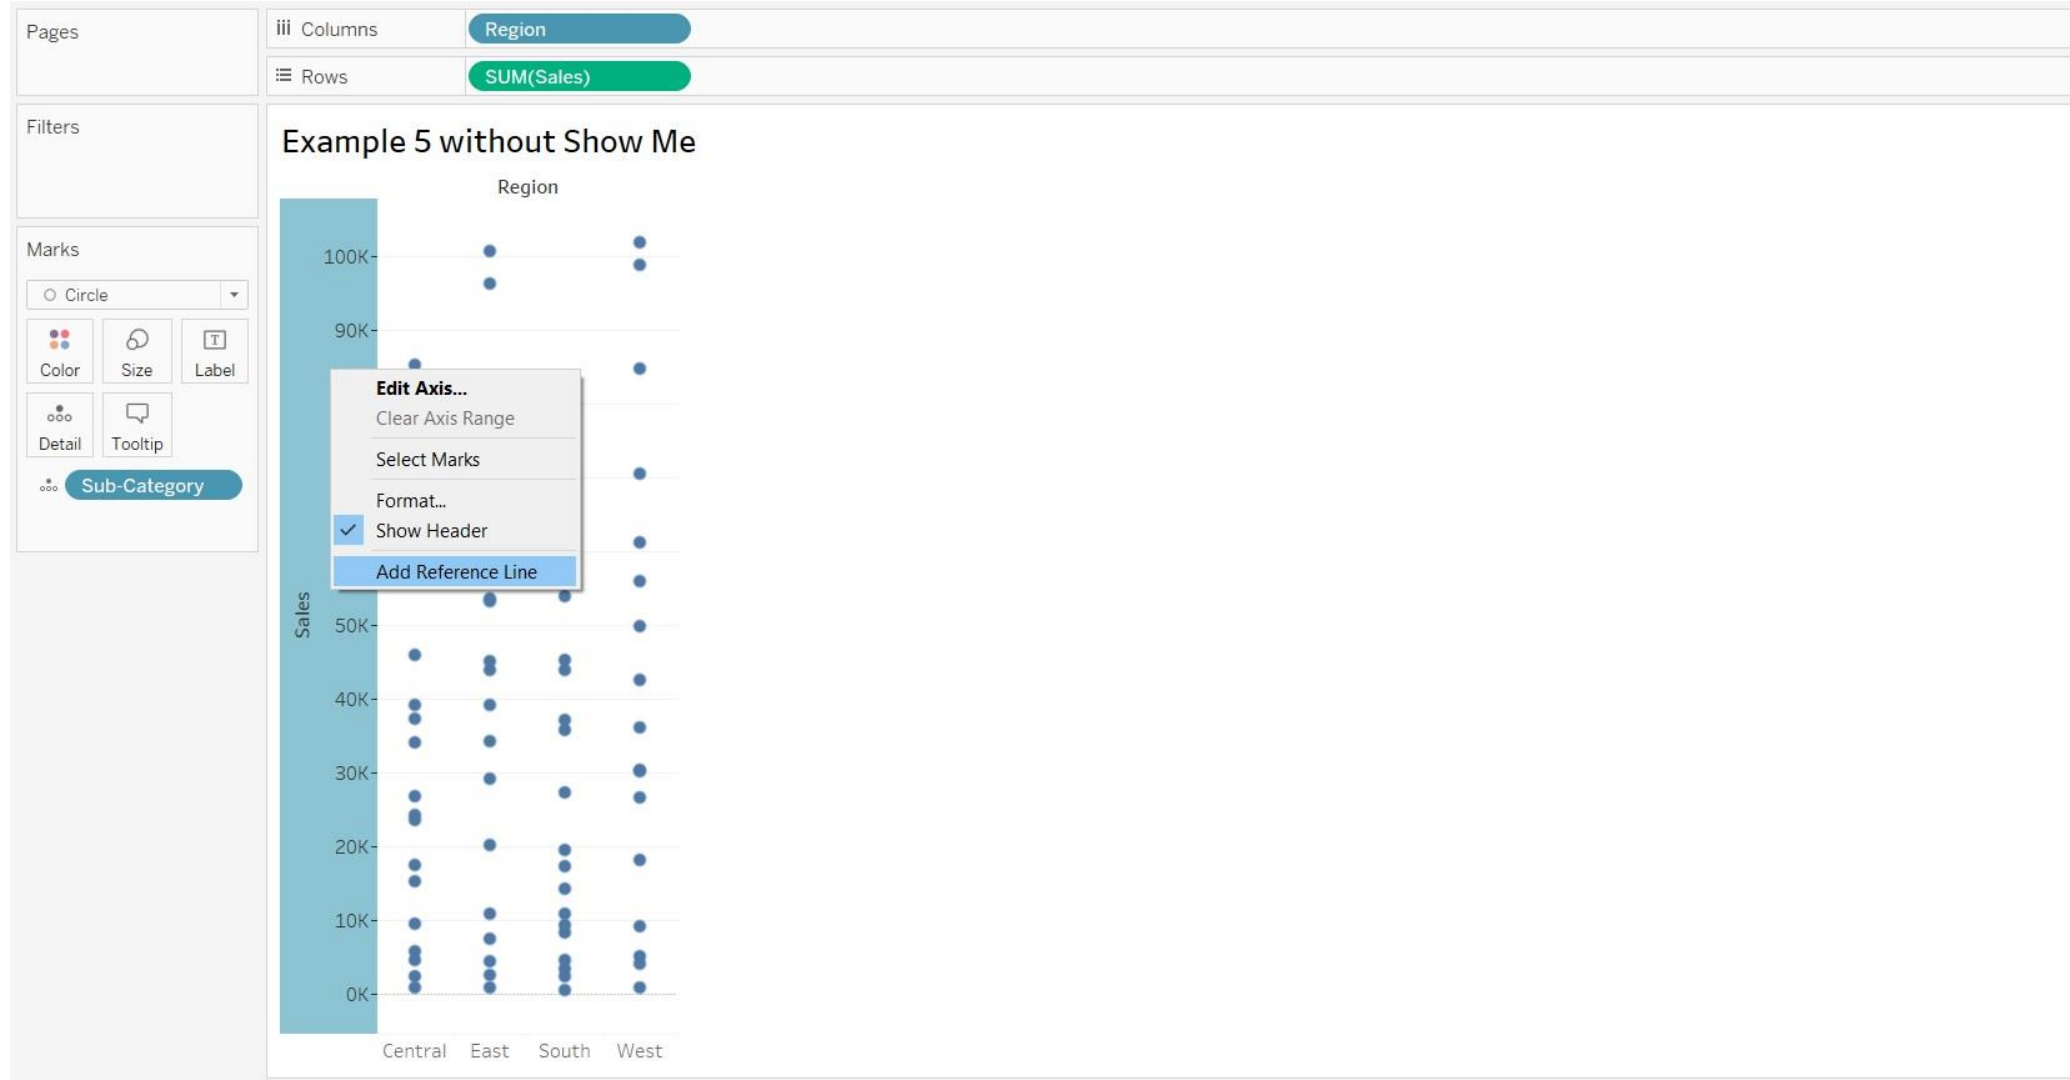 Pages
Columns
Region
Rows
SUM(Sales)
Filters
Example 5 without Show Me
Region
Marks
Circle
Color
Size
T
Label
Detail
Tooltip
Sub-Category
100K
90K
Edit Axis...
Clear Axis Range
Select Marks
Format...
Show Header
Add Reference Line
Sales
50K
40K
30K
20K
10K
0K
Central East South West